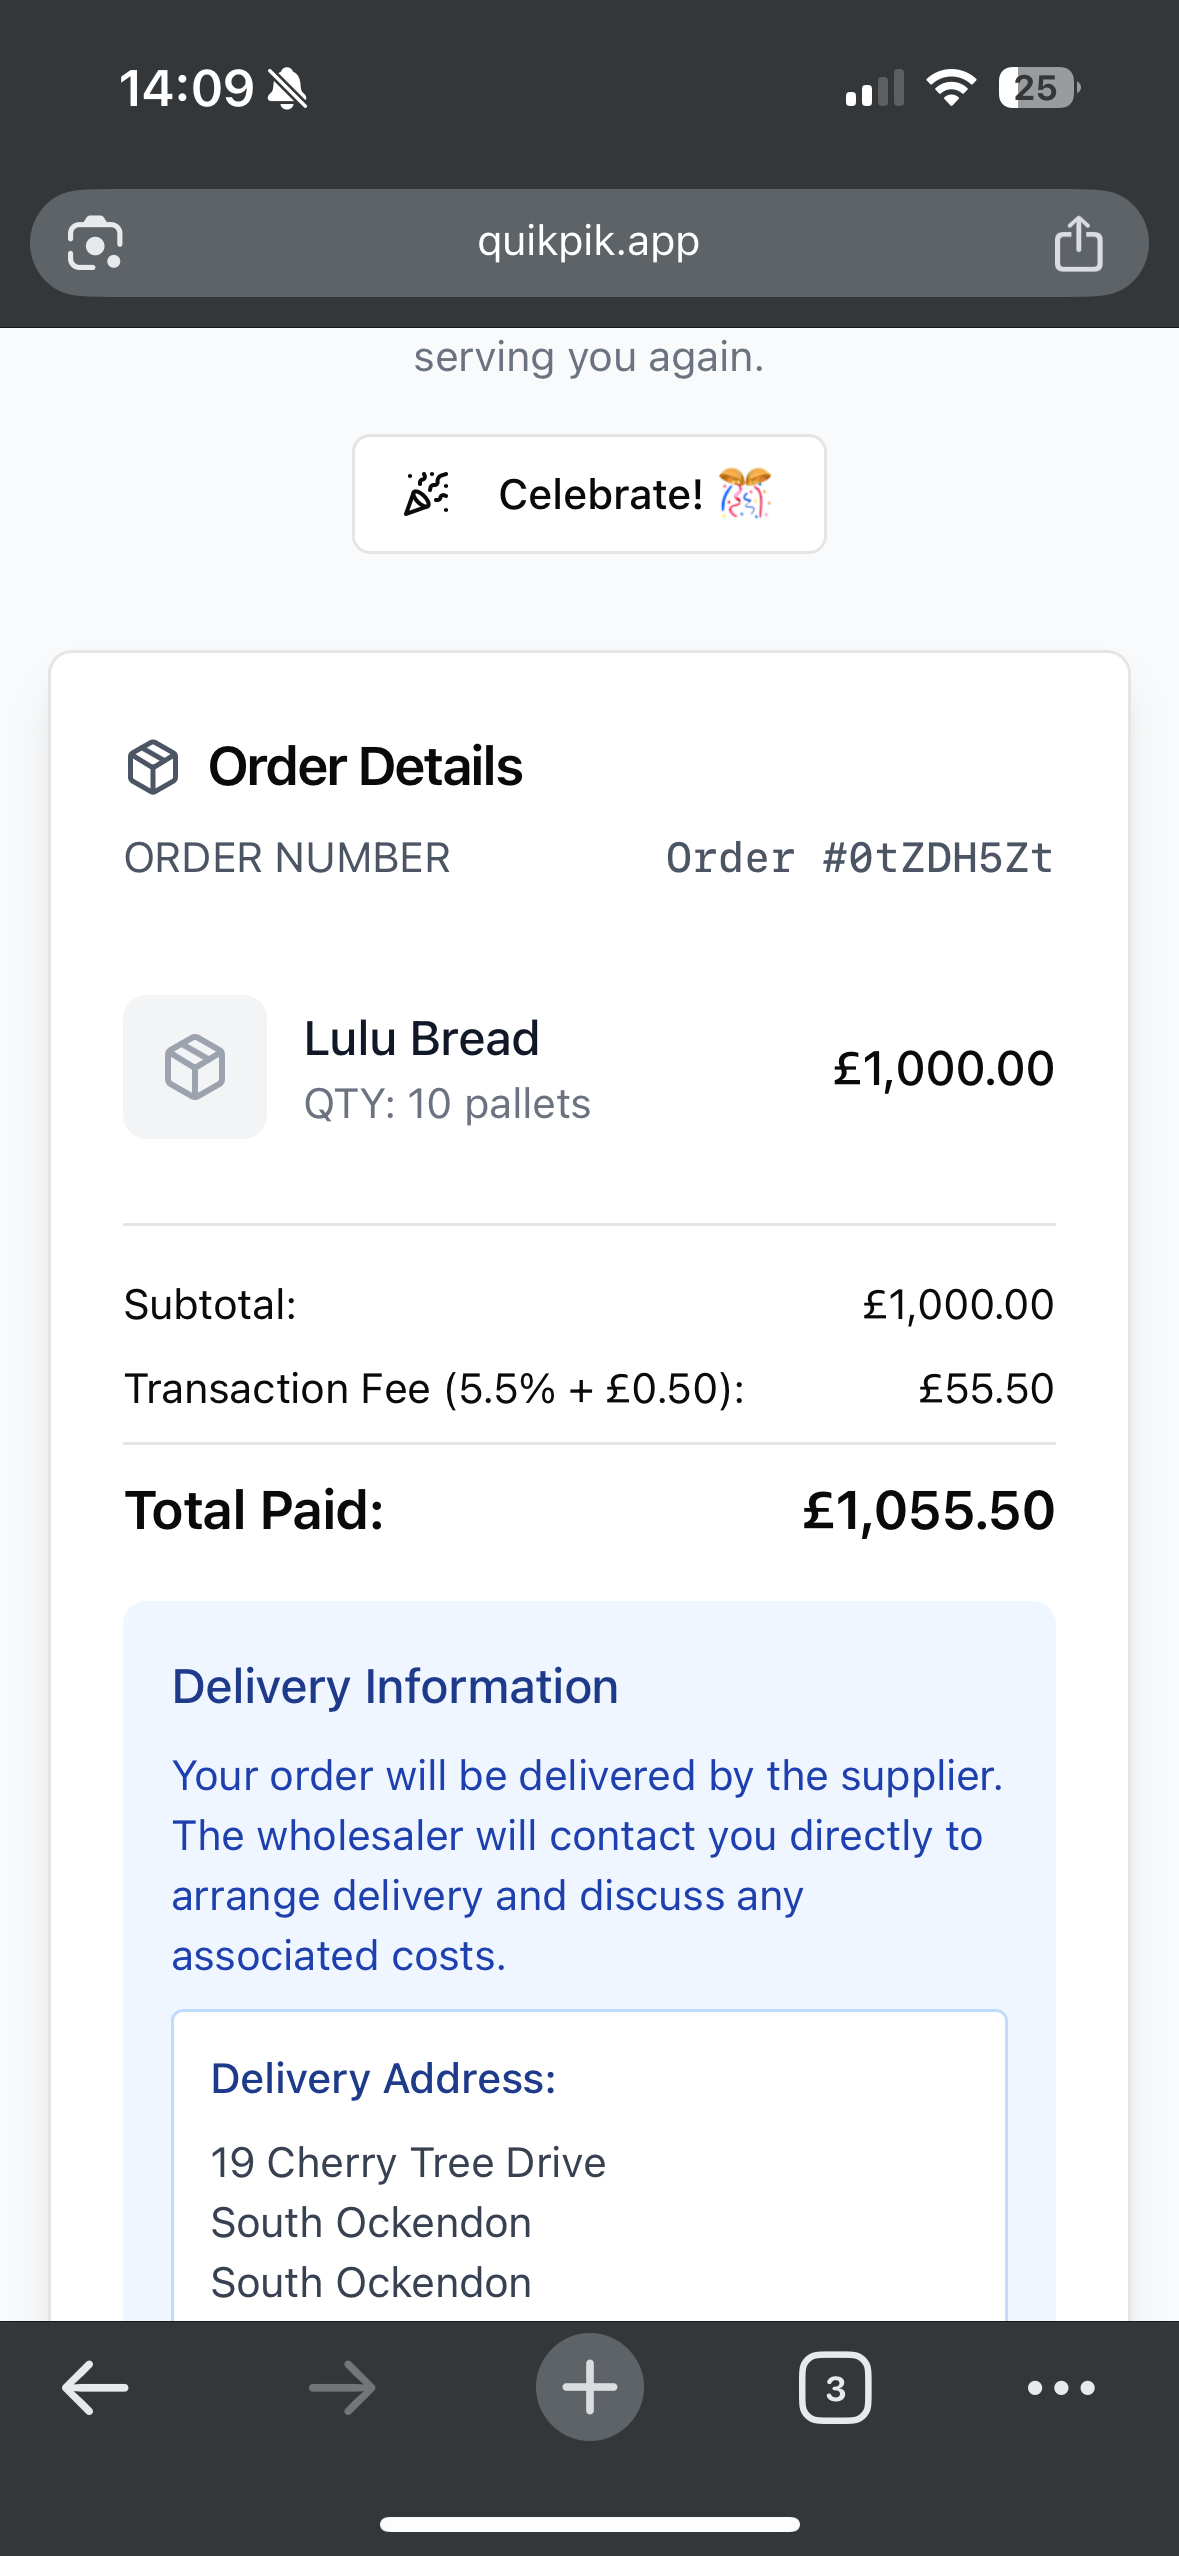 14:09
25
quikpik.app
serving you again.
Celebrate! 🎊
Order Details
ORDER NUMBER Order #0tZDH5Zt
Lulu Bread
QTY: 10 pallets
£1,000.00
Subtotal: £1,000.00
Transaction Fee (5.5% + £0.50): £55.50
Total Paid: £1,055.50
Delivery Information
Your order will be delivered by the supplier.
The wholesaler will contact you directly to
arrange delivery and discuss any
associated costs.
Delivery Address:
19 Cherry Tree Drive
South Ockendon
South Ockendon
3